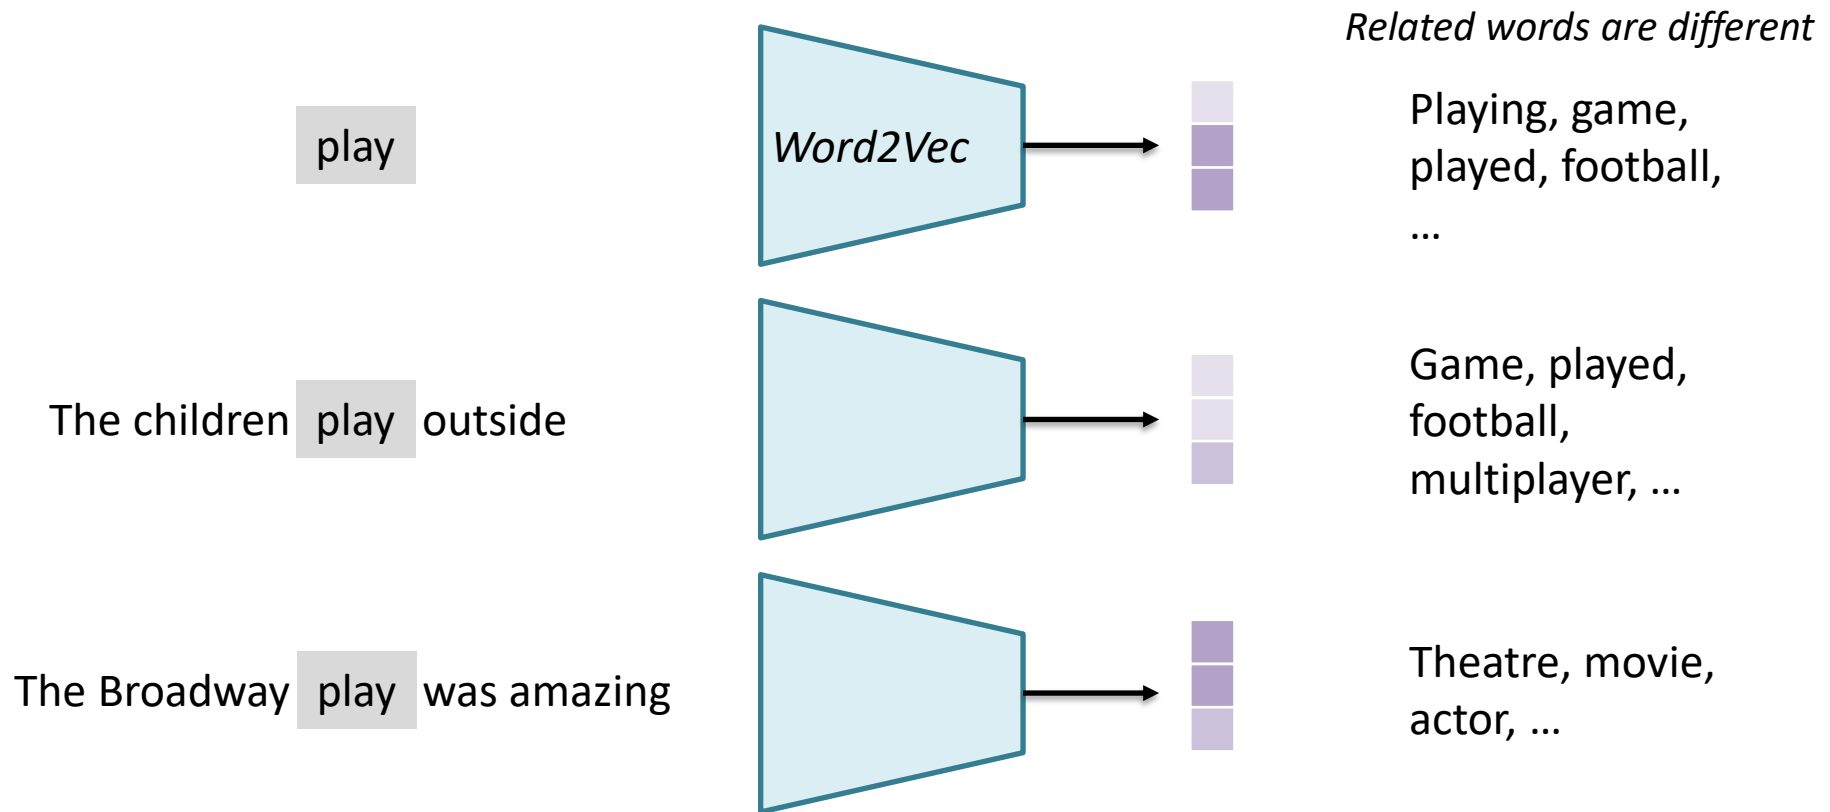 Related words are different
play
Word2Vec
Playing, game,
played, football,
...
The children play outside
Game, played,
football,
multiplayer, ...
The Broadway play was amazing
Theatre, movie,
actor, ...